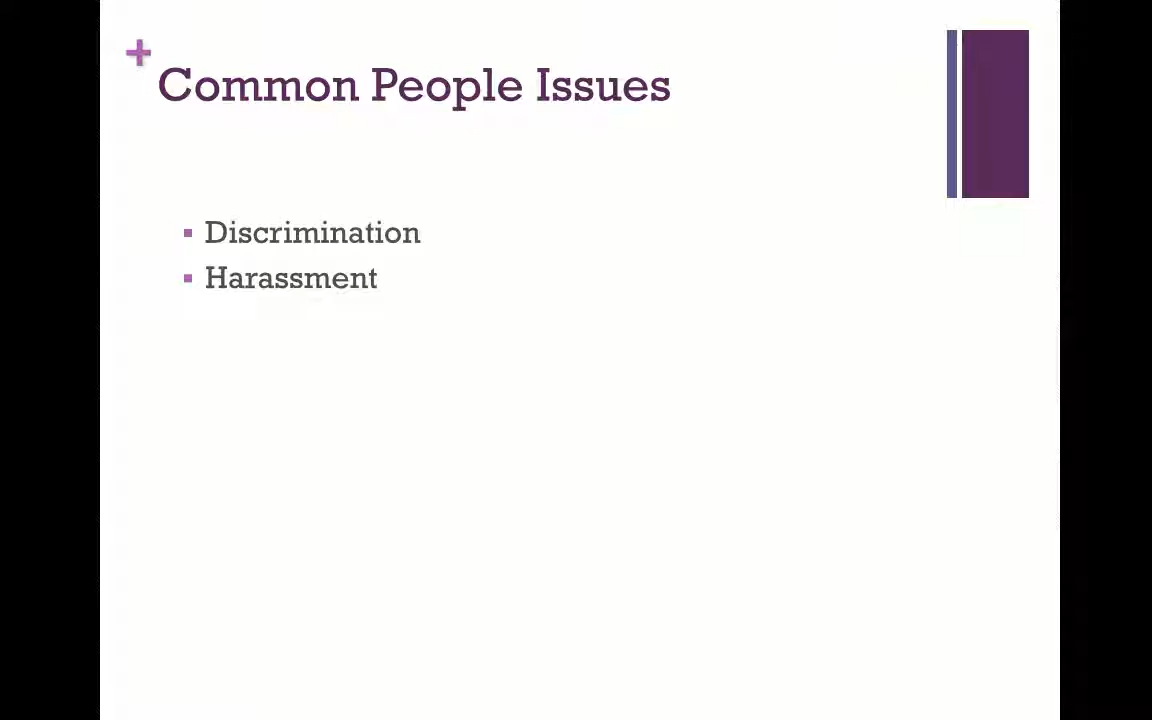 +
Common People Issues
▪ Discrimination
▪ Harassment